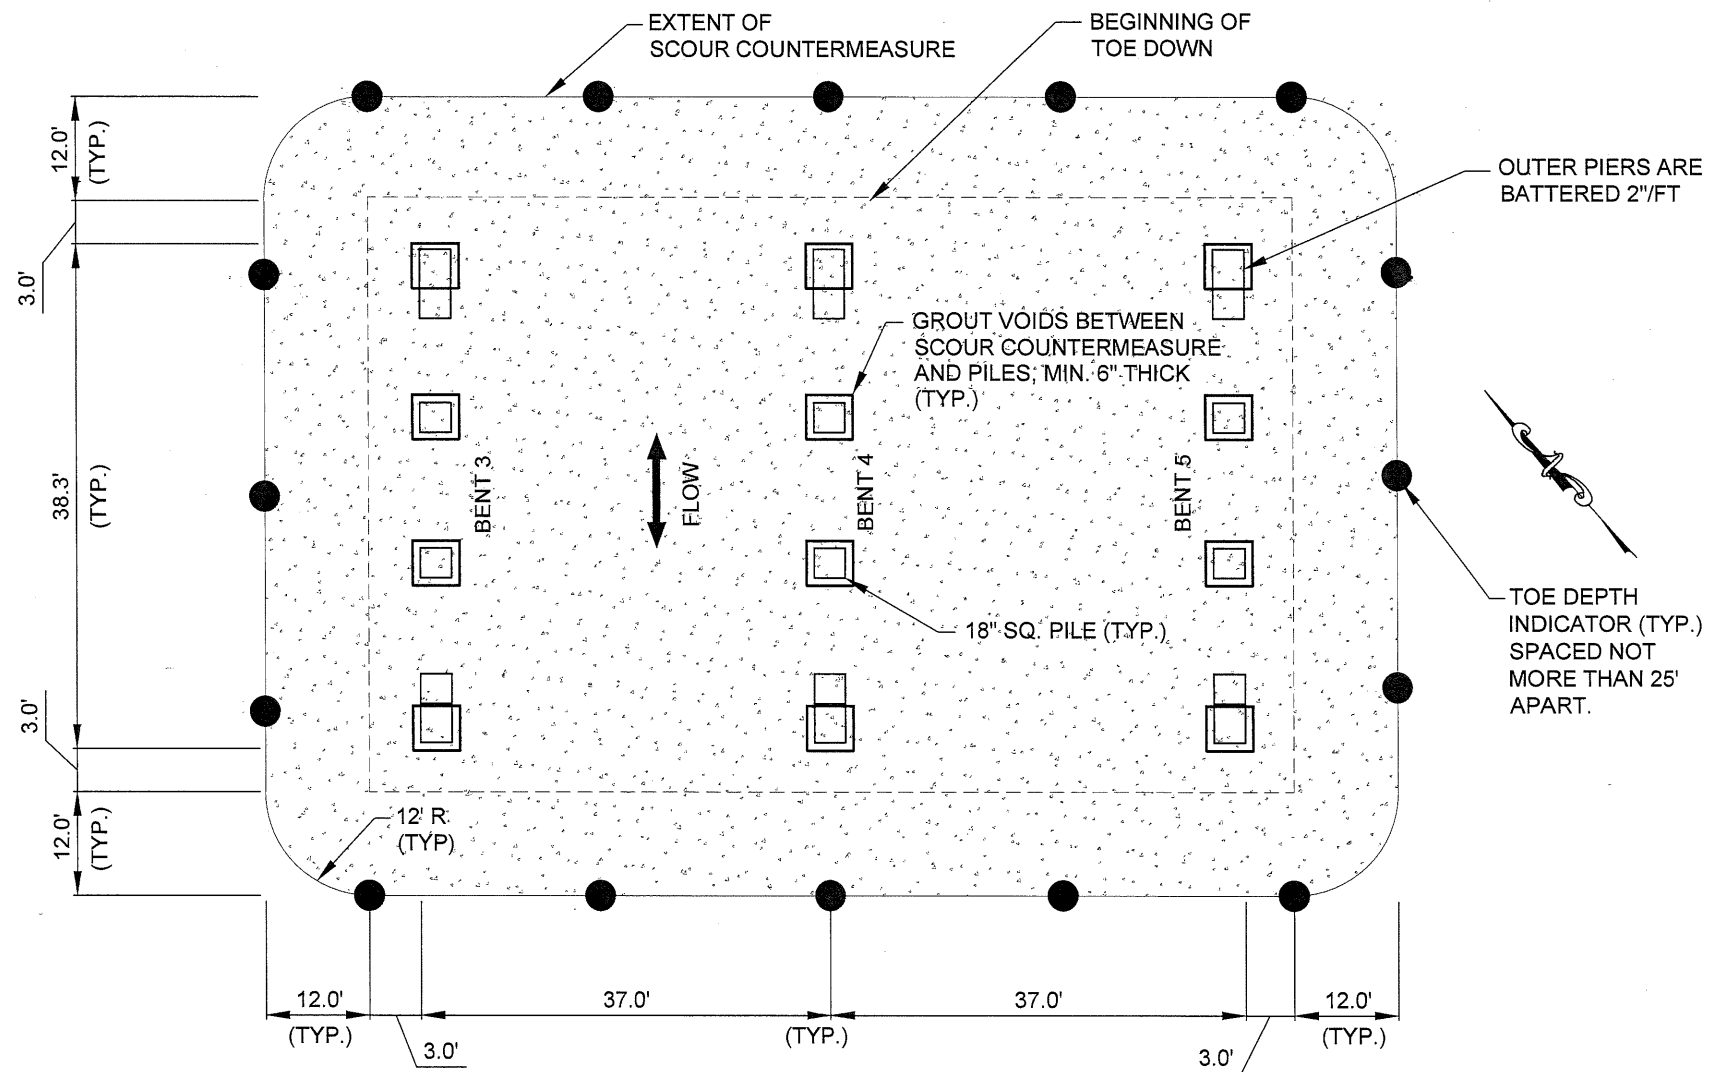 EXTENT OF
SCOUR COUNTERMEASURE
BEGINNING OF
TOE DOWN
12.0'
(TYP.)
OUTER PIERS ARE
BATTERED 2"/FT
3.0'
GROUT VOIDS BETWEEN
SCOUR COUNTERMEASURE
AND PILES; MIN. 6" THICK
(TYP.)
38.3'
(TYP.)
BENT 3
FLOW
BENT 4
BENT 5
TOE DEPTH
INDICATOR (TYP.)
SPACED NOT
MORE THAN 25'
APART.
18" SQ. PILE (TYP.)
3.0'
12.0'
(TYP.)
12' R
(TYP)
12.0'
(TYP.)
3.0'
37.0'
(TYP.)
37.0'
3.0'
12.0'
(TYP.)